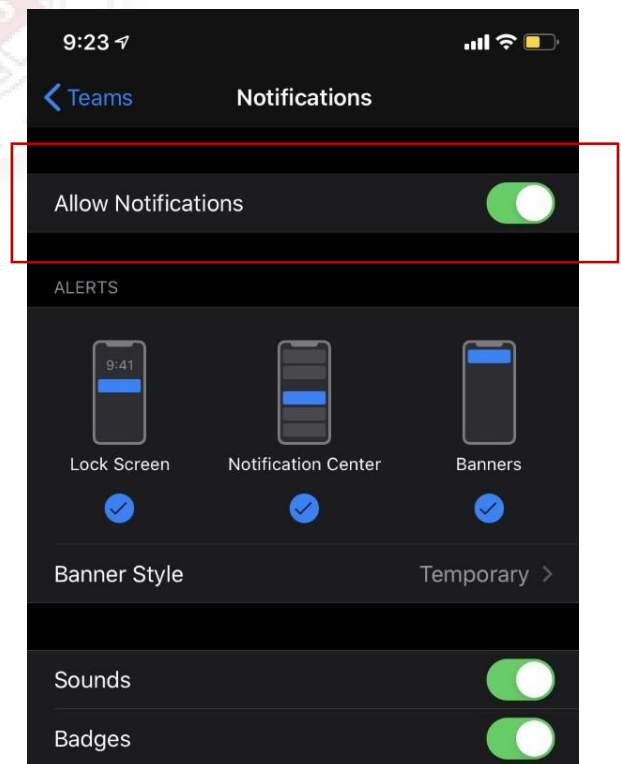 9:23
Teams Notifications
Allow Notifications
ALERTS
9:41
Lock Screen Notification Center Banners
Banner Style Temporary
Sounds
Badges